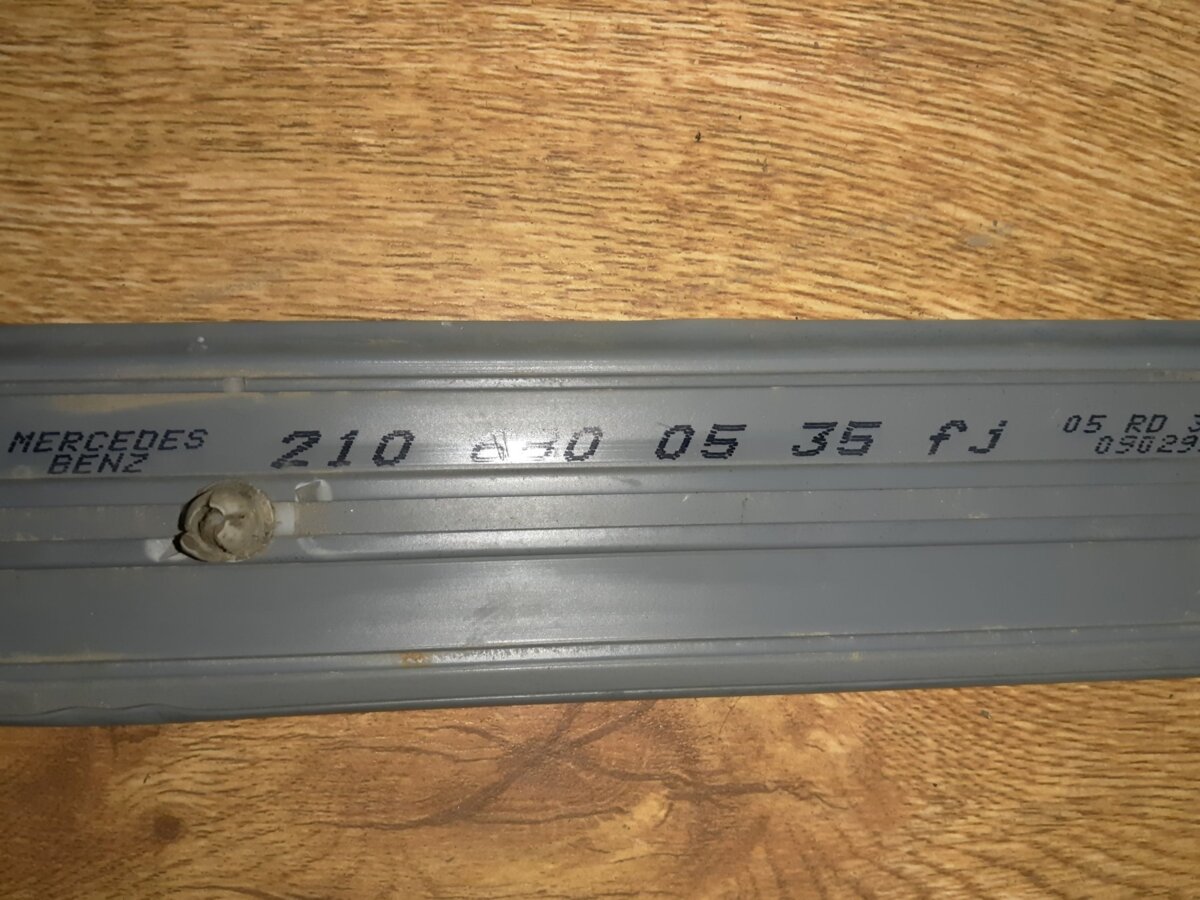 MERCEDES
BENZ
210 05 35 fj
05 RD